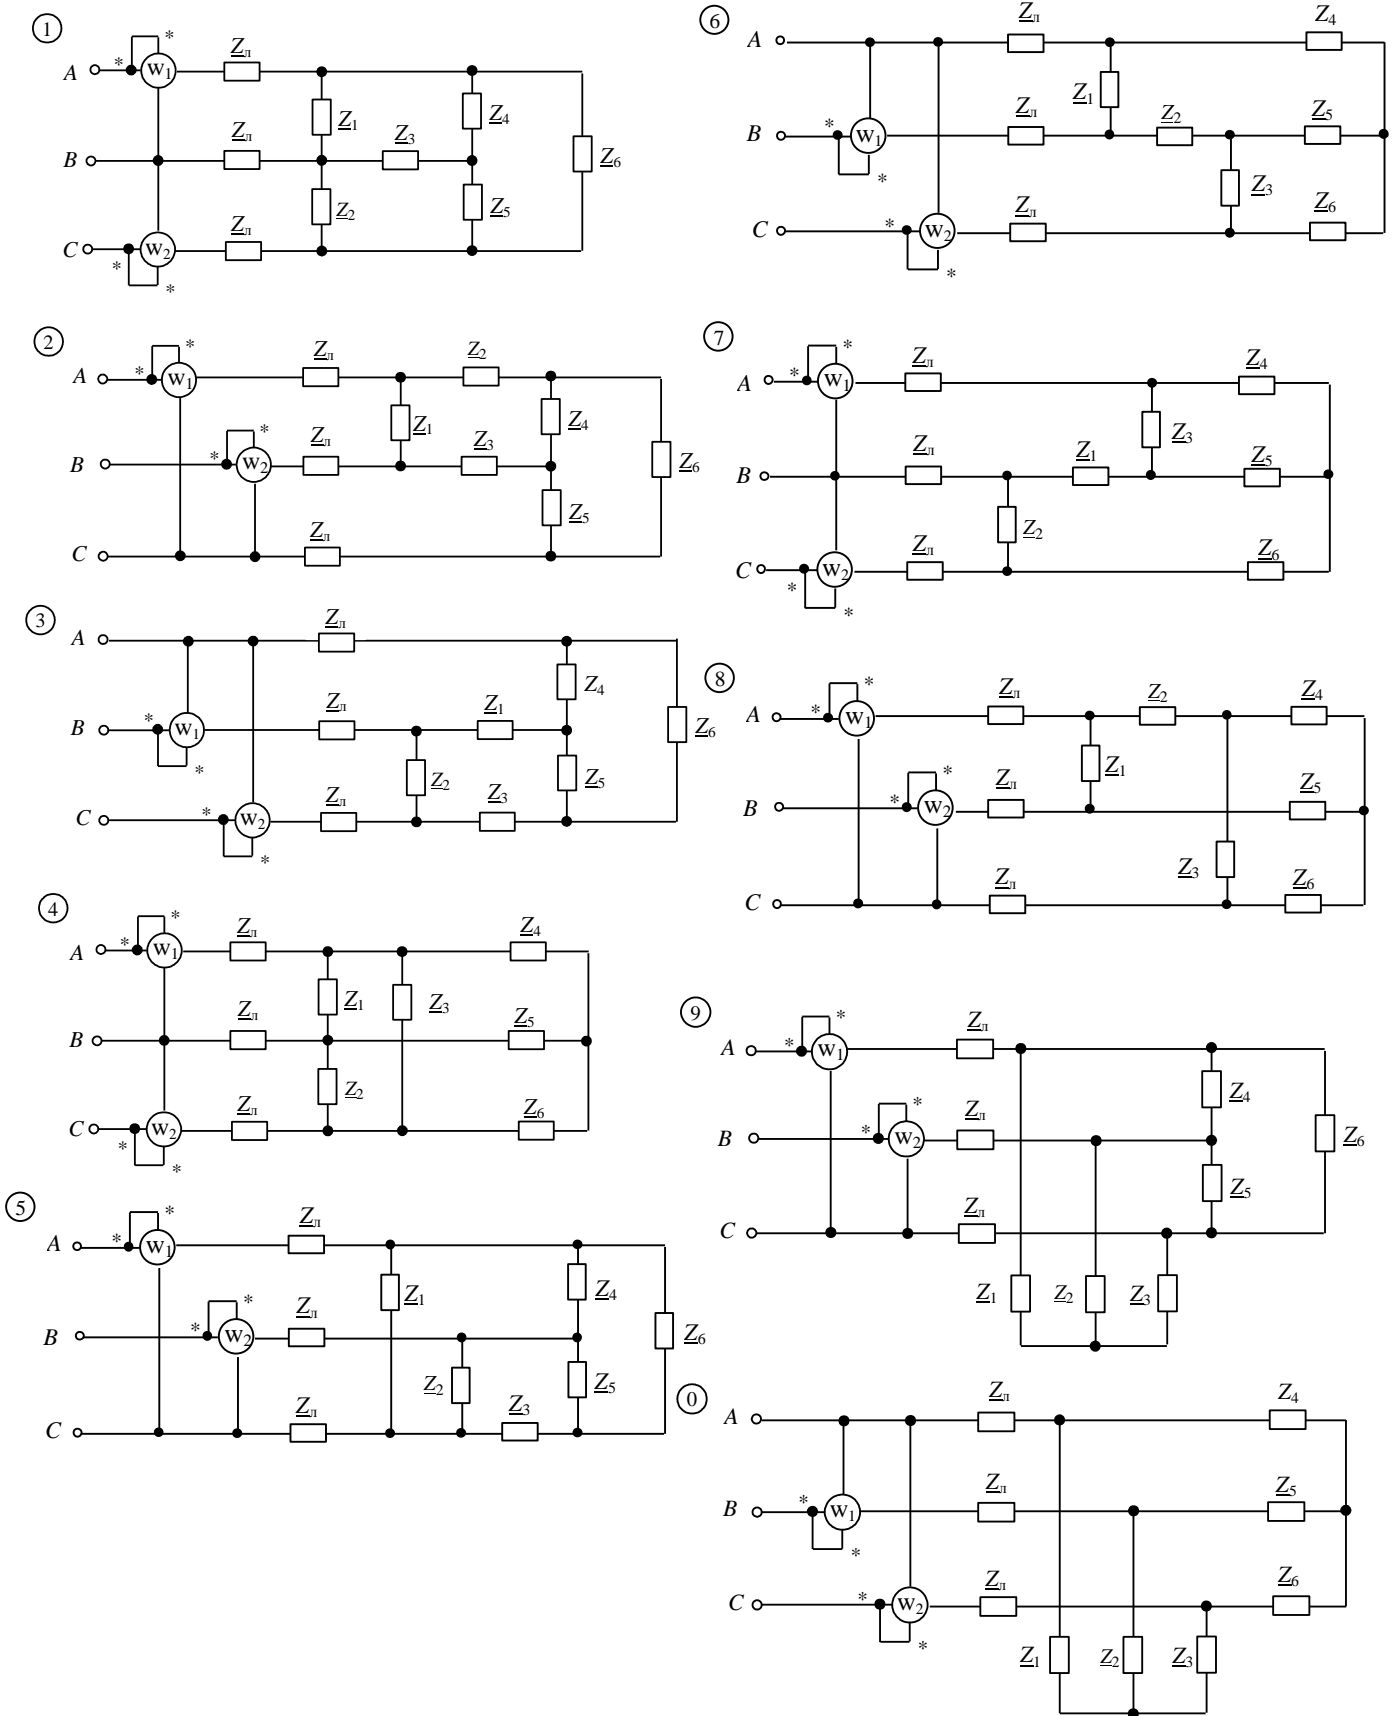 1
A * * W1 Zл
Z1 Z4
B Zл Z3 Z6
Z2 Z5
C * * W2 Zл
2
A * * W1 Zл Z2
Z1 Z4
B * * W2 Zл Z3 Z6
Z5
C Zл
3
A Zл
Z4
B * * W1 Zл Z1 Z6
Z2 Z5
C * * W2 Zл Z3
4
A * * W1 Zл Z4
Z1 Z3
B Zл Z5
Z2
C * * W2 Zл Z6
5
A * * W1 Zл
Z1 Z4
B * * W2 Zл Z6
Z2 Z5
C Zл Z3
6
A Zл Z4
Z1
B * * W1 Zл Z2 Z5
Z3
C * * W2 Zл Z6
7
A * * W1 Zл Z4
Z3
B Zл Z1 Z5
Z2
C * * W2 Zл Z6
8
A * * W1 Zл Z2 Z4
Z1
B * * W2 Zл Z5
Z3
C Zл Z6
9
A * * W1 Zл
Z4
B * * W2 Zл Z6
Z5
C Zл
Z1 Z2 Z3
0
A Zл Z4
B * * W1 Zл Z5
C * * W2 Zл Z6
Z1 Z2 Z3